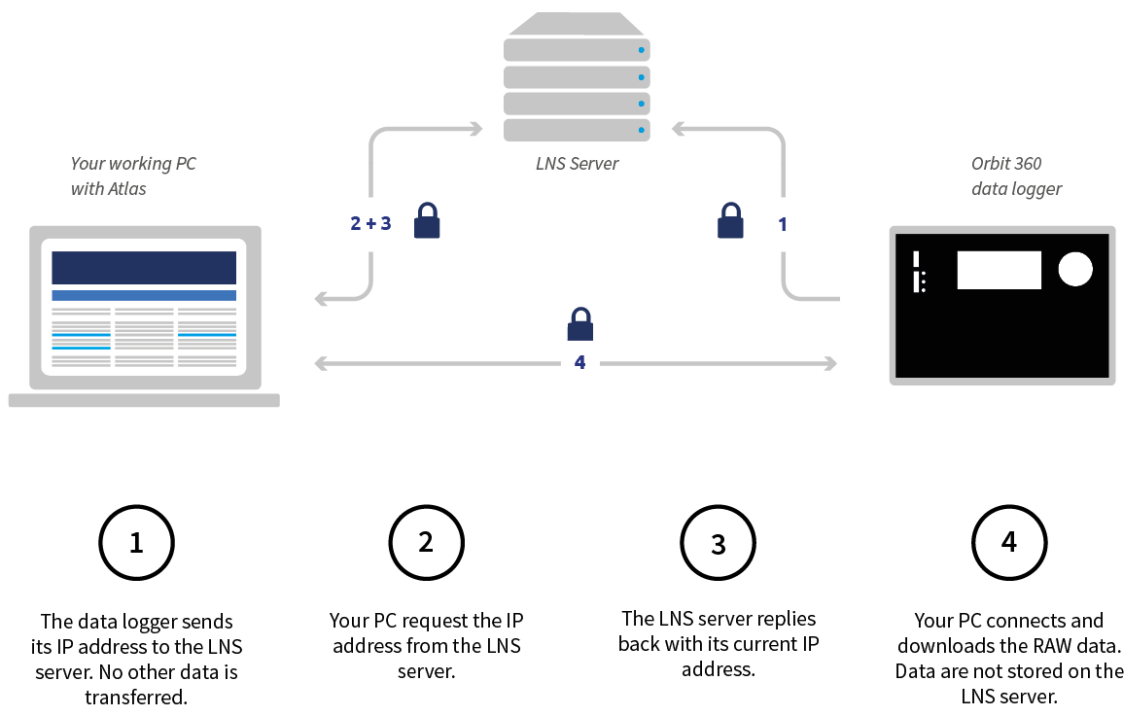 LNS Server
Your working PC
with Atlas
Orbit 360
data logger
2 + 3
1
4
1
2
3
4
The data logger sends
its IP address to the LNS
server. No other data is
transferred.
Your PC request the IP
address from the LNS
server.
The LNS server replies
back with its current IP
address.
Your PC connects and
downloads the RAW data.
Data are not stored on the
LNS server.